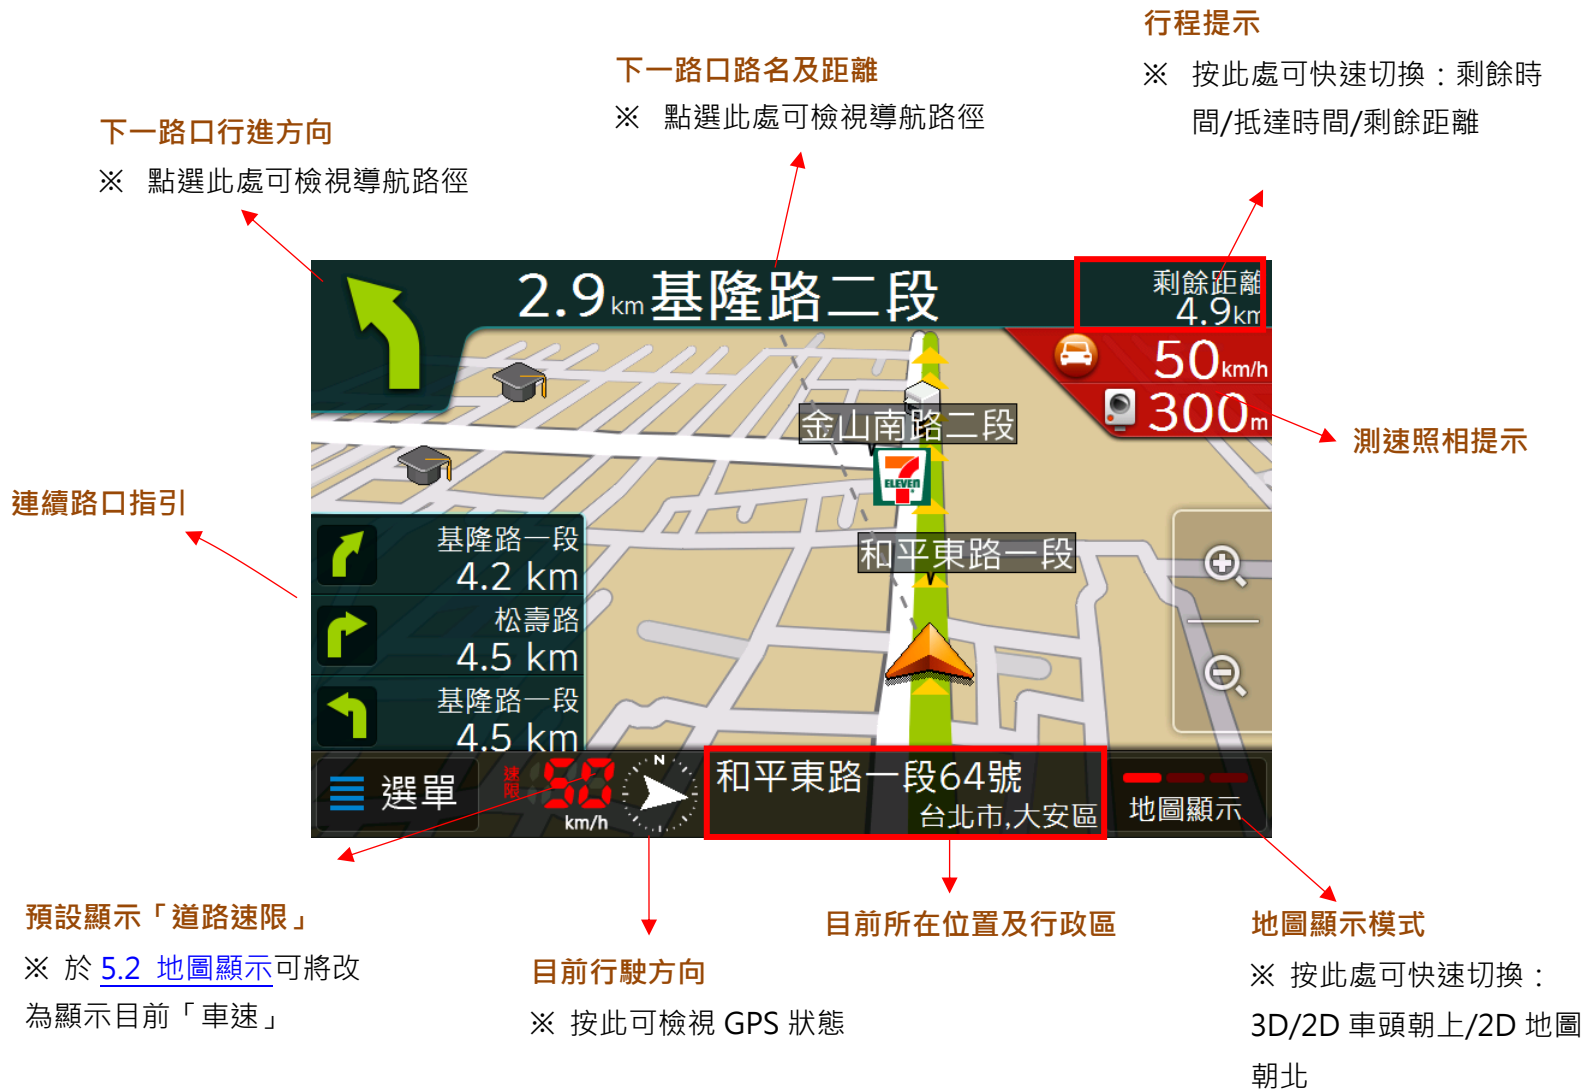 行程提示
※ 按此處可快速切換：剩餘時
間/抵達時間/剩餘距離
下一路口路名及距離
※ 點選此處可檢視導航路徑
下一路口行進方向
※ 點選此處可檢視導航路徑
2.9km基隆路二段
剩餘距離
4.9km
50km/h
300m
測速照相提示
金山南路二段
7
ELEVEN
和平東路一段
連續路口指引
基隆路一段
4.2 km
松壽路
4.5 km
基隆路一段
4.5 km
選單
速限 50
km/h
N
和平東路一段64號
台北市,大安區
地圖顯示
預設顯示「道路速限」
※ 於 5.2 地圖顯示可將改
為顯示目前「車速」
目前行駛方向
※ 按此可檢視 GPS 狀態
目前所在位置及行政區
地圖顯示模式
※ 按此處可快速切換：
3D/2D 車頭朝上/2D 地圖
朝北